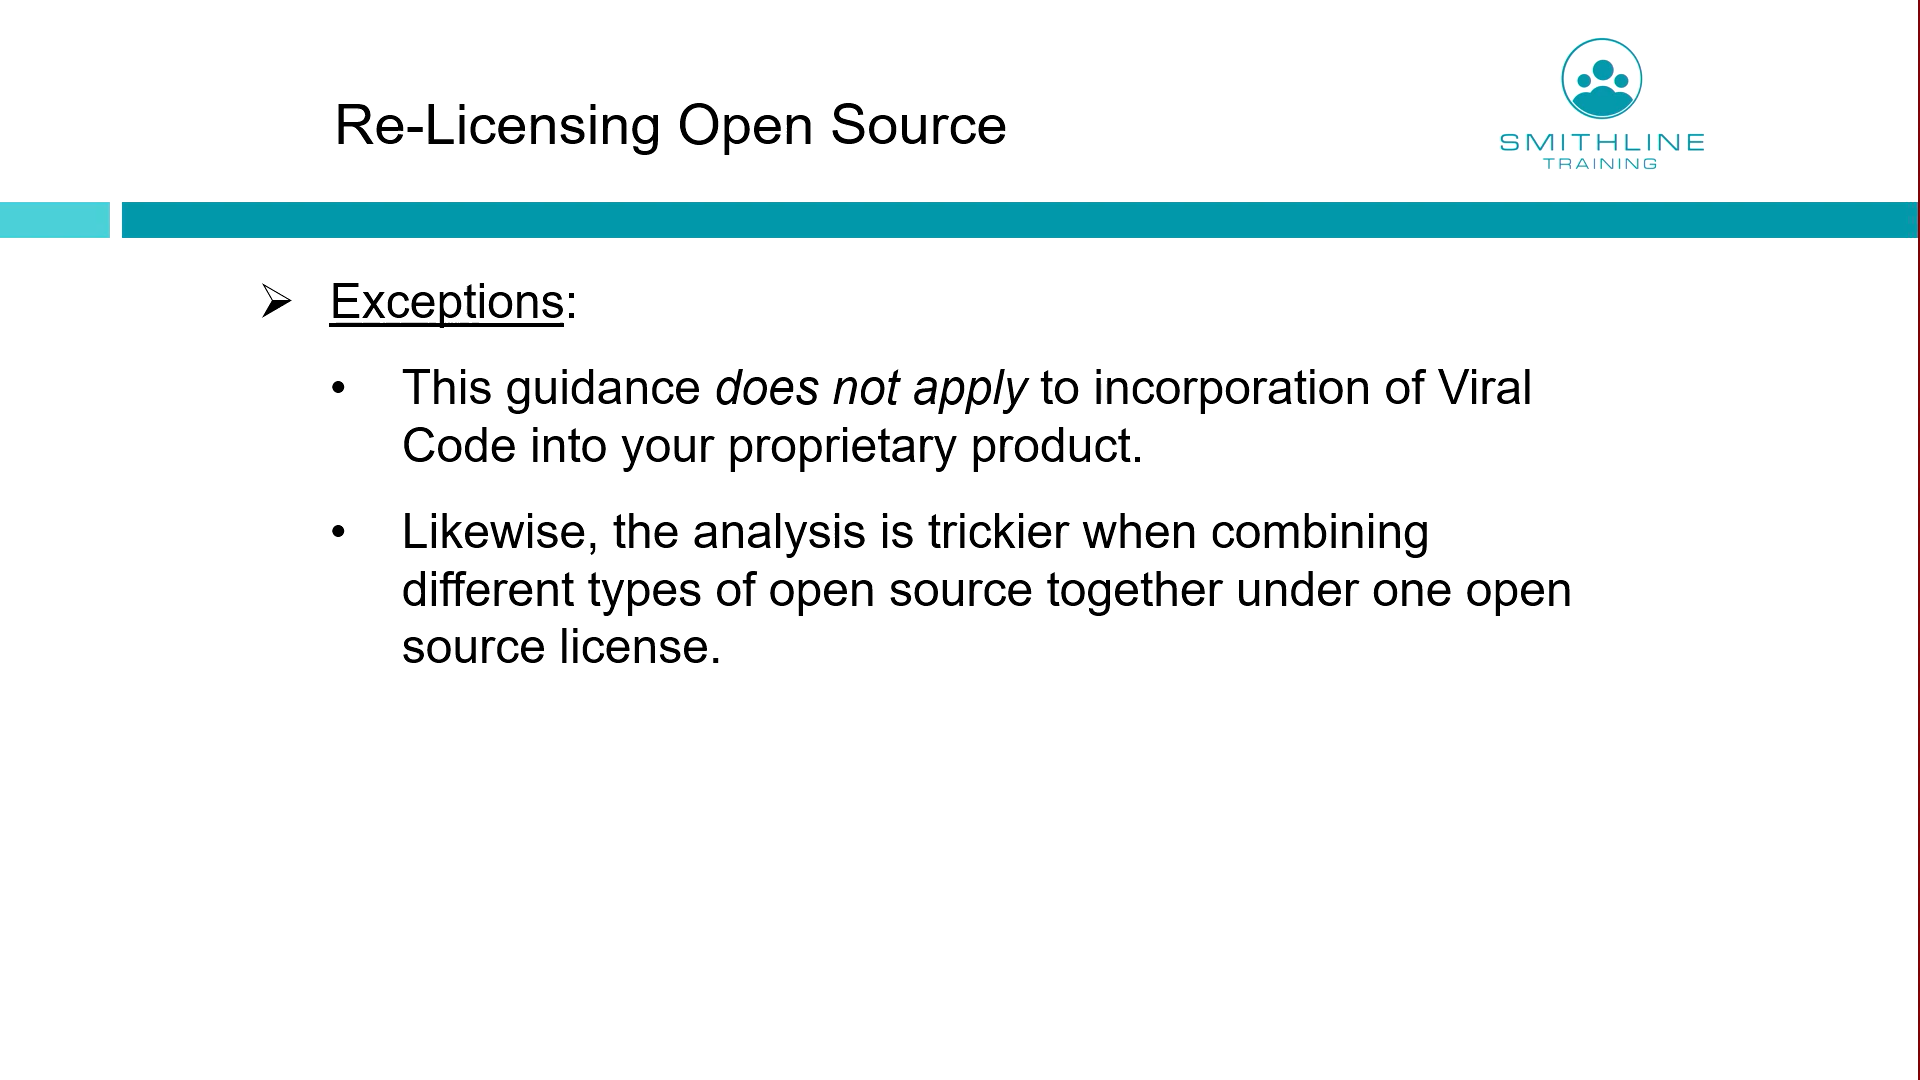 Re-Licensing Open Source
SMITHLINE
TRAINING
➢ Exceptions:
• This guidance does not apply to incorporation of Viral
Code into your proprietary product.
• Likewise, the analysis is trickier when combining
different types of open source together under one open
source license.